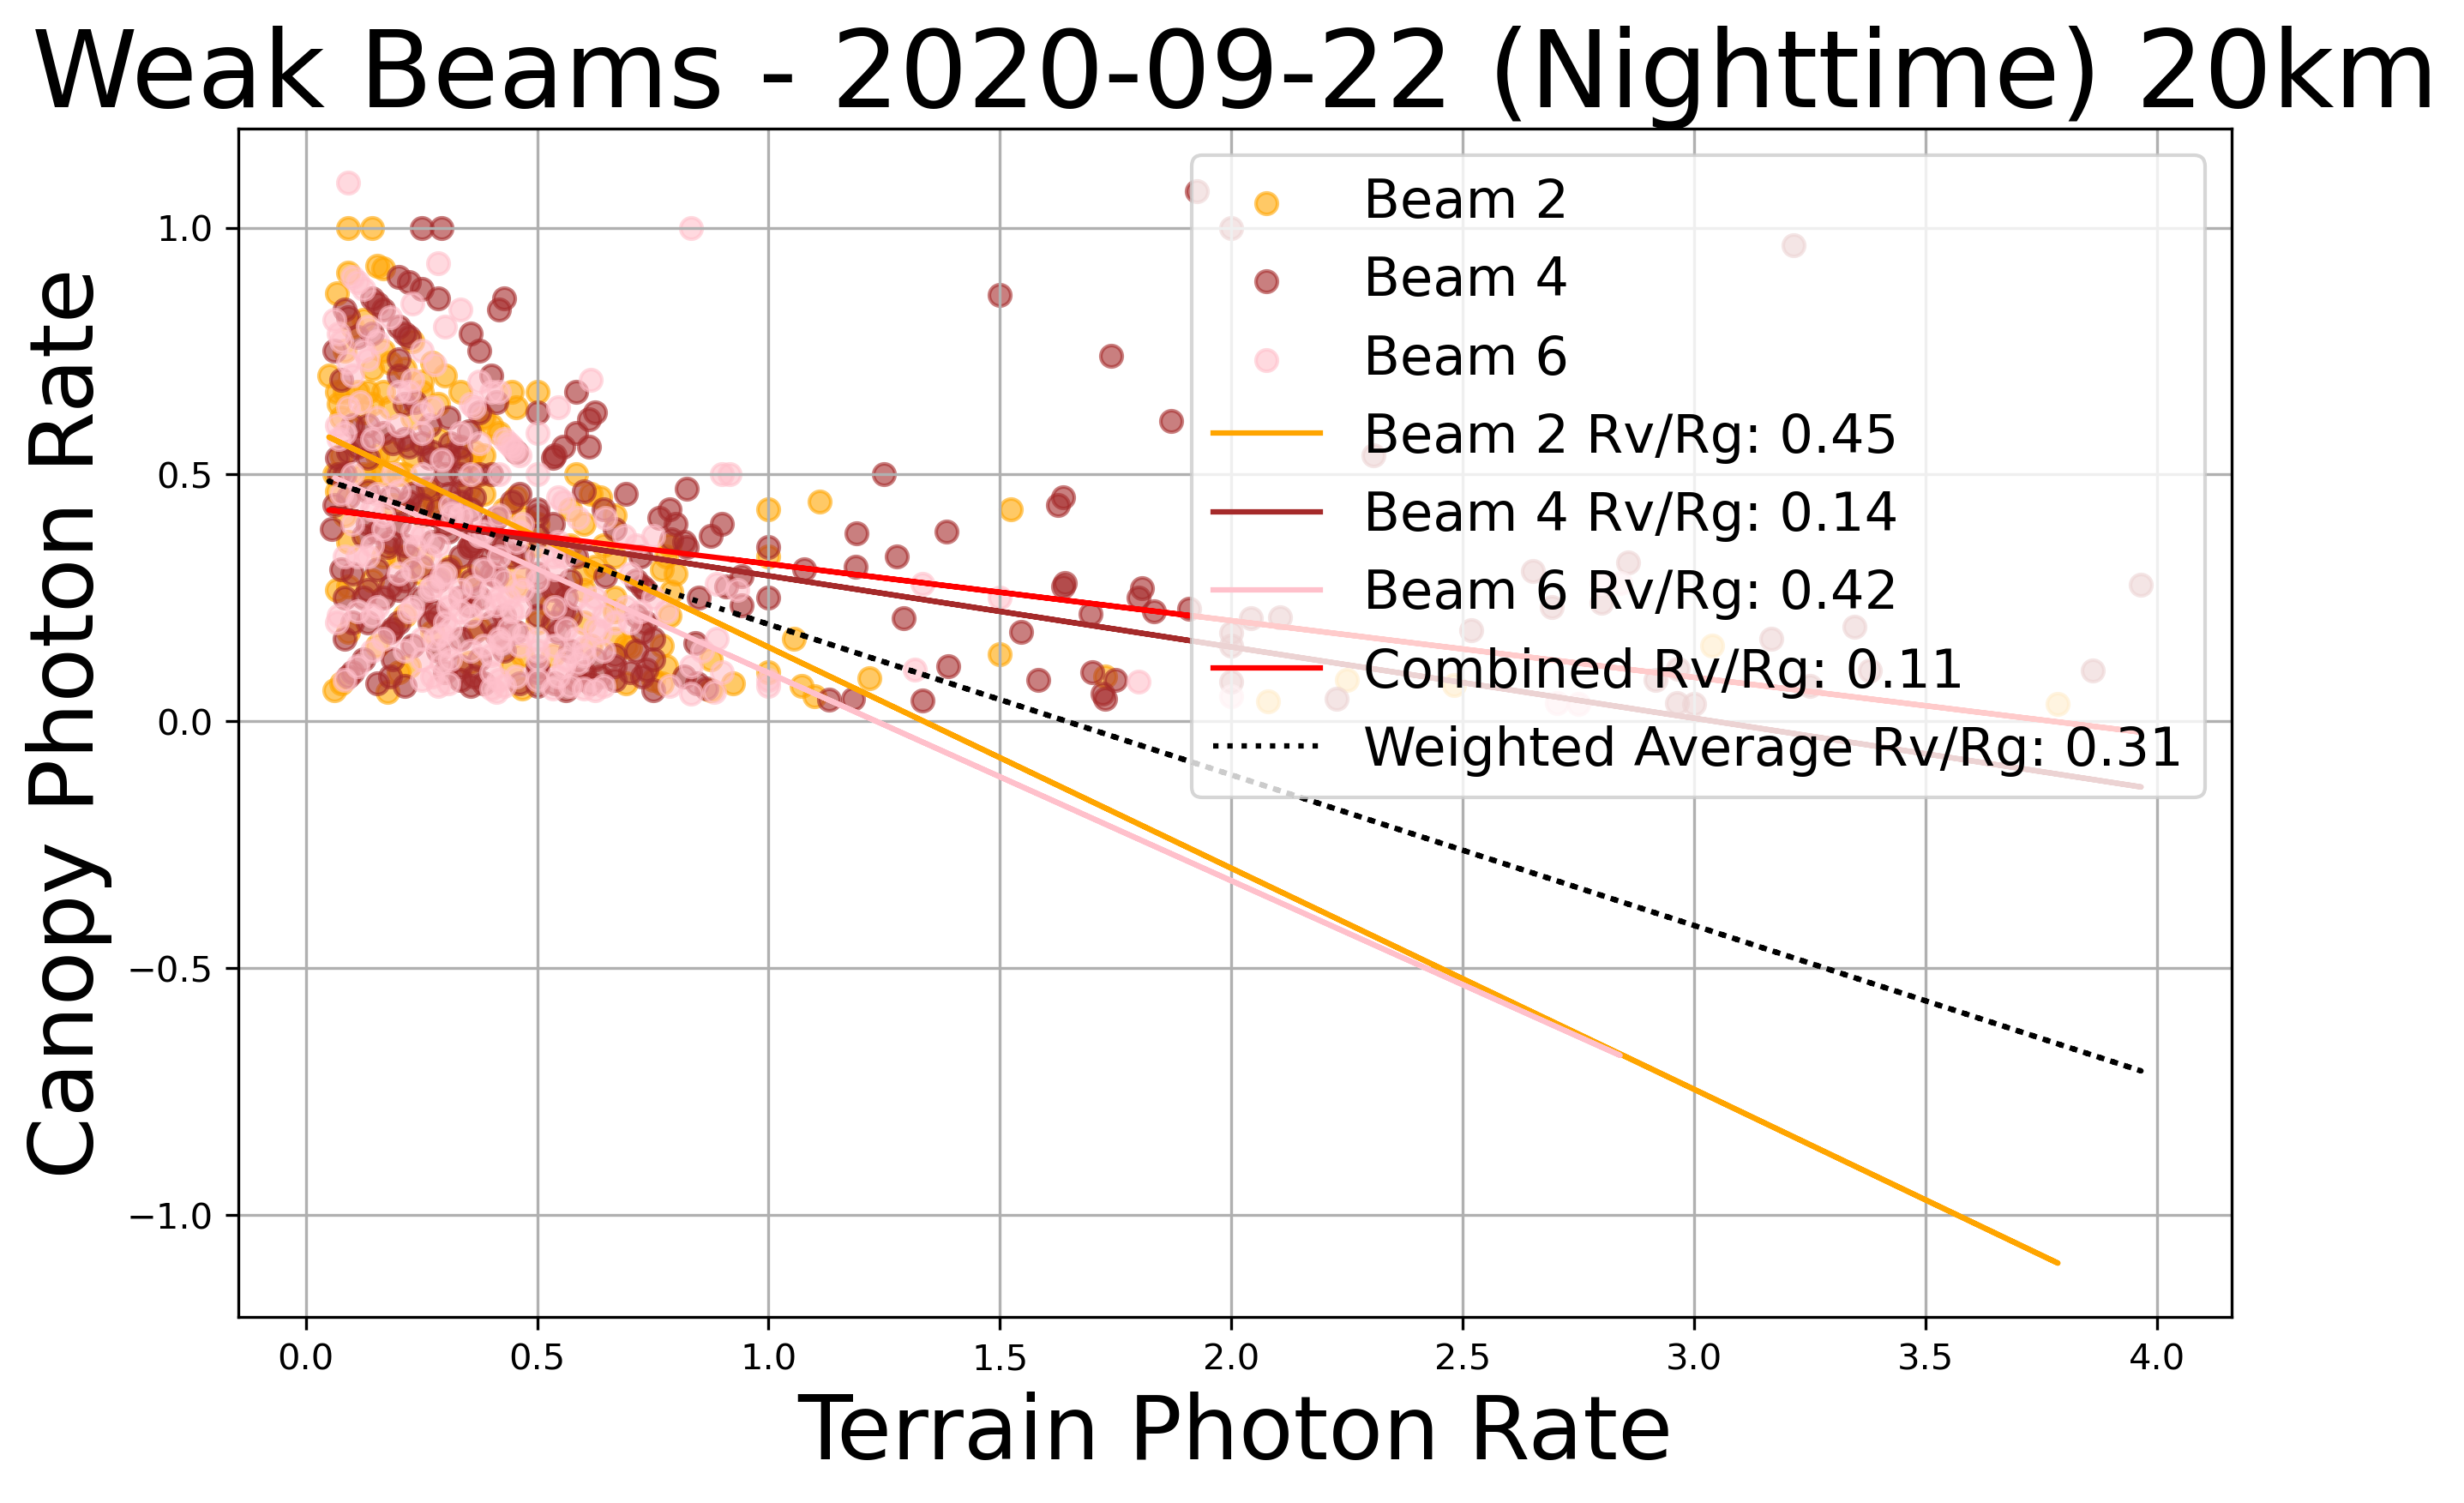 Weak Beams - 2020-09-22 (Nighttime) 20km
Canopy Photon Rate
1.0
0.5
0.0
−0.5
−1.0
Beam 2
Beam 4
Beam 6
Beam 2 Rv/Rg: 0.45
Beam 4 Rv/Rg: 0.14
Beam 6 Rv/Rg: 0.42
Combined Rv/Rg: 0.11
Weighted Average Rv/Rg: 0.31
0.0 0.5 1.0 1.5 2.0 2.5 3.0 3.5 4.0
Terrain Photon Rate